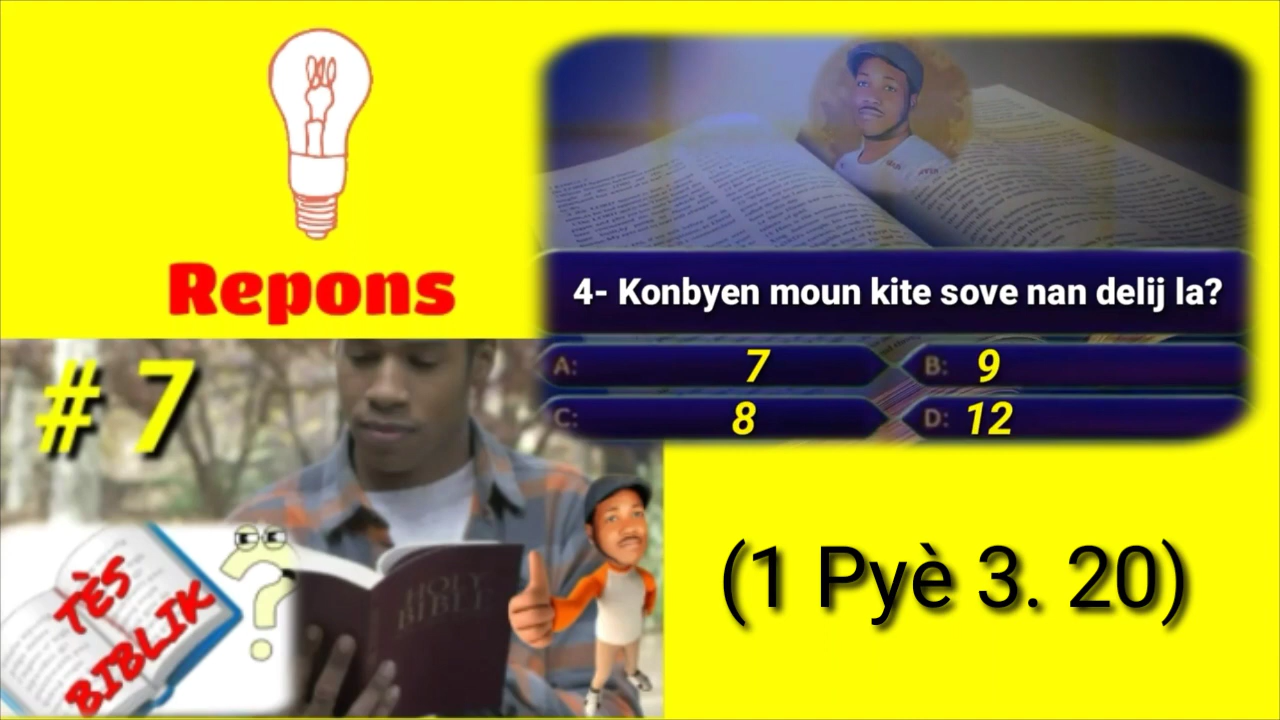 Repons
4- Konbyen moun kite sove nan delij la?
A: 7
B: 9
C: 8
D: 12
# 7
TÈS
BIBLIK
HOLY
BIBLE
(1 Pyè 3. 20)